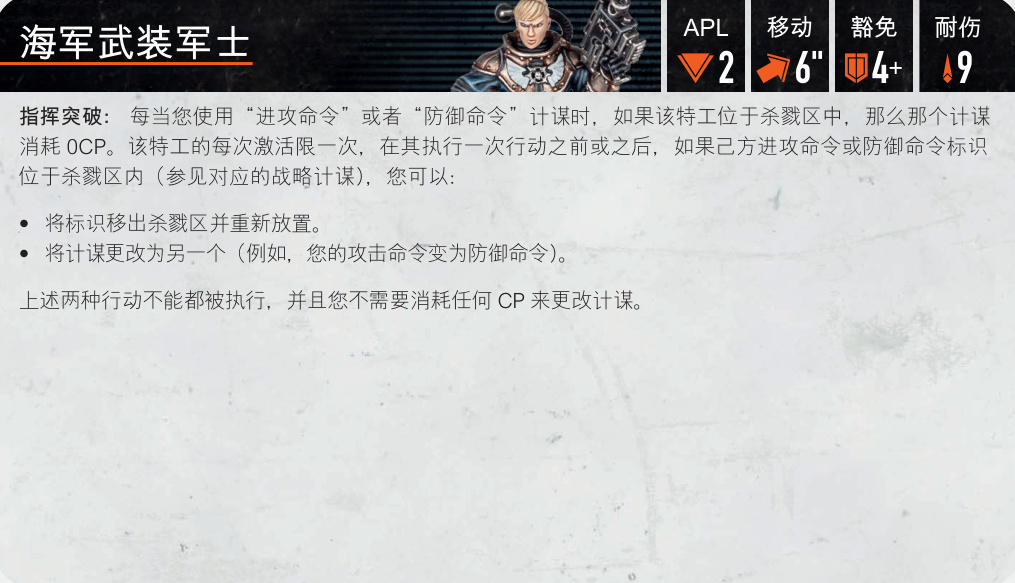 海军武装军士
APL 移动 豁免 耐伤
2 6" 4+ 9
指挥突破： 每当您使用“进攻命令”或者“防御命令”计谋时，如果该特工位于杀戮区中，那么那个计谋
消耗 0CP。该特工的每次激活限一次，在其执行一次行动之前或之后，如果己方进攻命令或防御命令标识
位于杀戮区内（参见对应的战略计谋），您可以：
• 将标识移出杀戮区并重新放置。
• 将计谋更改为另一个（例如，您的攻击命令变为防御命令）。
上述两种行动不能都被执行，并且您不需要消耗任何 CP 来更改计谋。